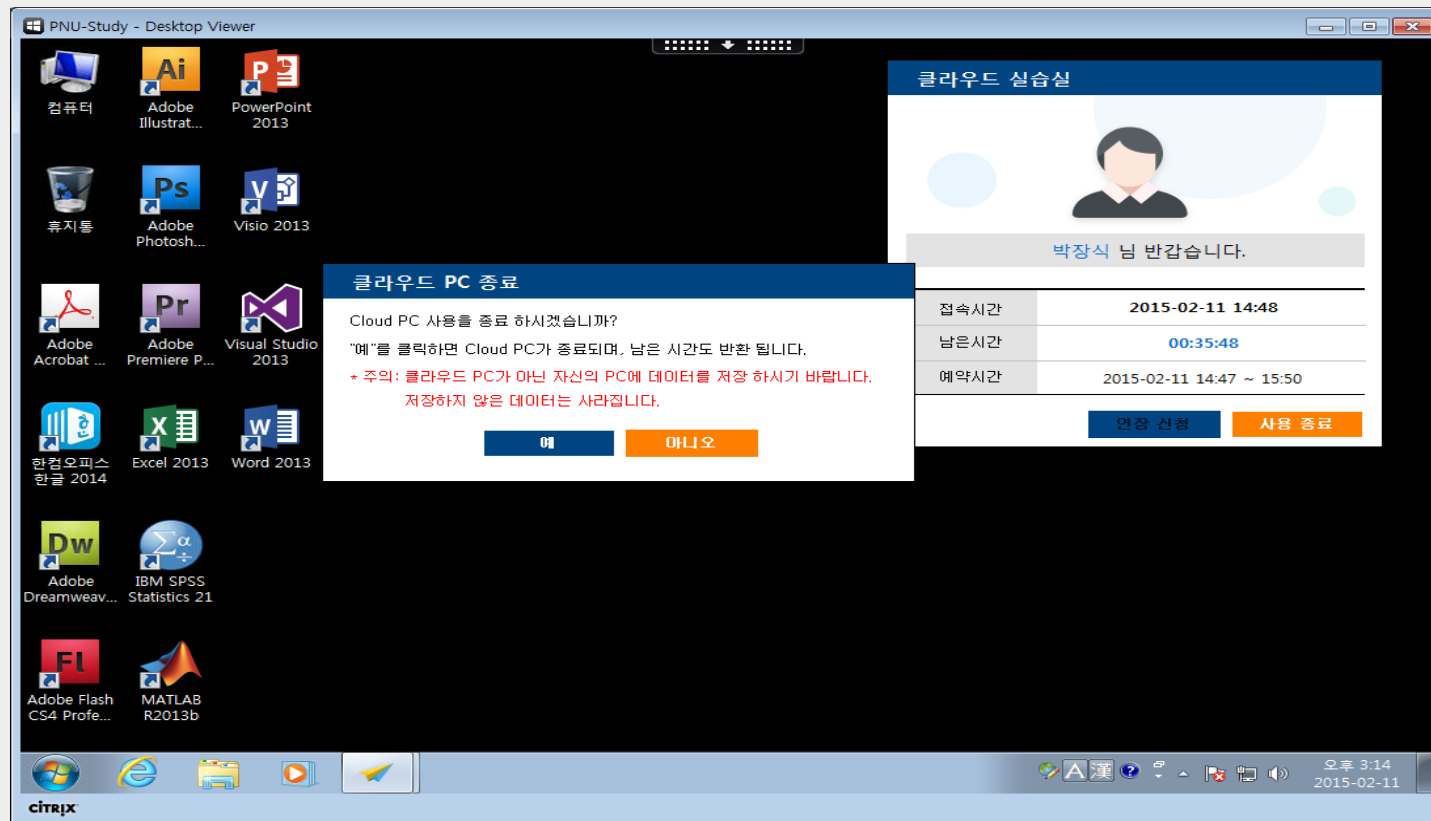 PNU-Study - Desktop Viewer
컴퓨터
Ai
Adobe
Illustrat...
P
PowerPoint
2013
휴지통
Ps
Adobe
Photosh...
V
Visio 2013
Adobe
Acrobat ...
Pr
Adobe
Premiere P...
Visual Studio
2013
한컴오피스
한글 2014
X
Excel 2013
W
Word 2013
Dw
Adobe
Dreamweav...
Σα
÷
IBM SPSS
Statistics 21
FL
Adobe Flash
CS4 Profe...
MATLAB
R2013b
클라우드 실습실
박장식 님 반갑습니다.
접속시간 2015-02-11 14:48
남은시간 00:35:48
예약시간 2015-02-11 14:47 ~ 15:50
연장 신청 사용 종료
클라우드 PC 종료
Cloud PC 사용을 종료 하시겠습니까?
"예"를 클릭하면 Cloud PC가 종료되며, 남은 시간도 반환 됩니다.
* 주의: 클라우드 PC가 아닌 자신의 PC에 데이터를 저장 하시기 바랍니다.
저장하지 않은 데이터는 사라집니다.
예 아니오
A 漢 ?
오후 3:14
2015-02-11
CİTRIX